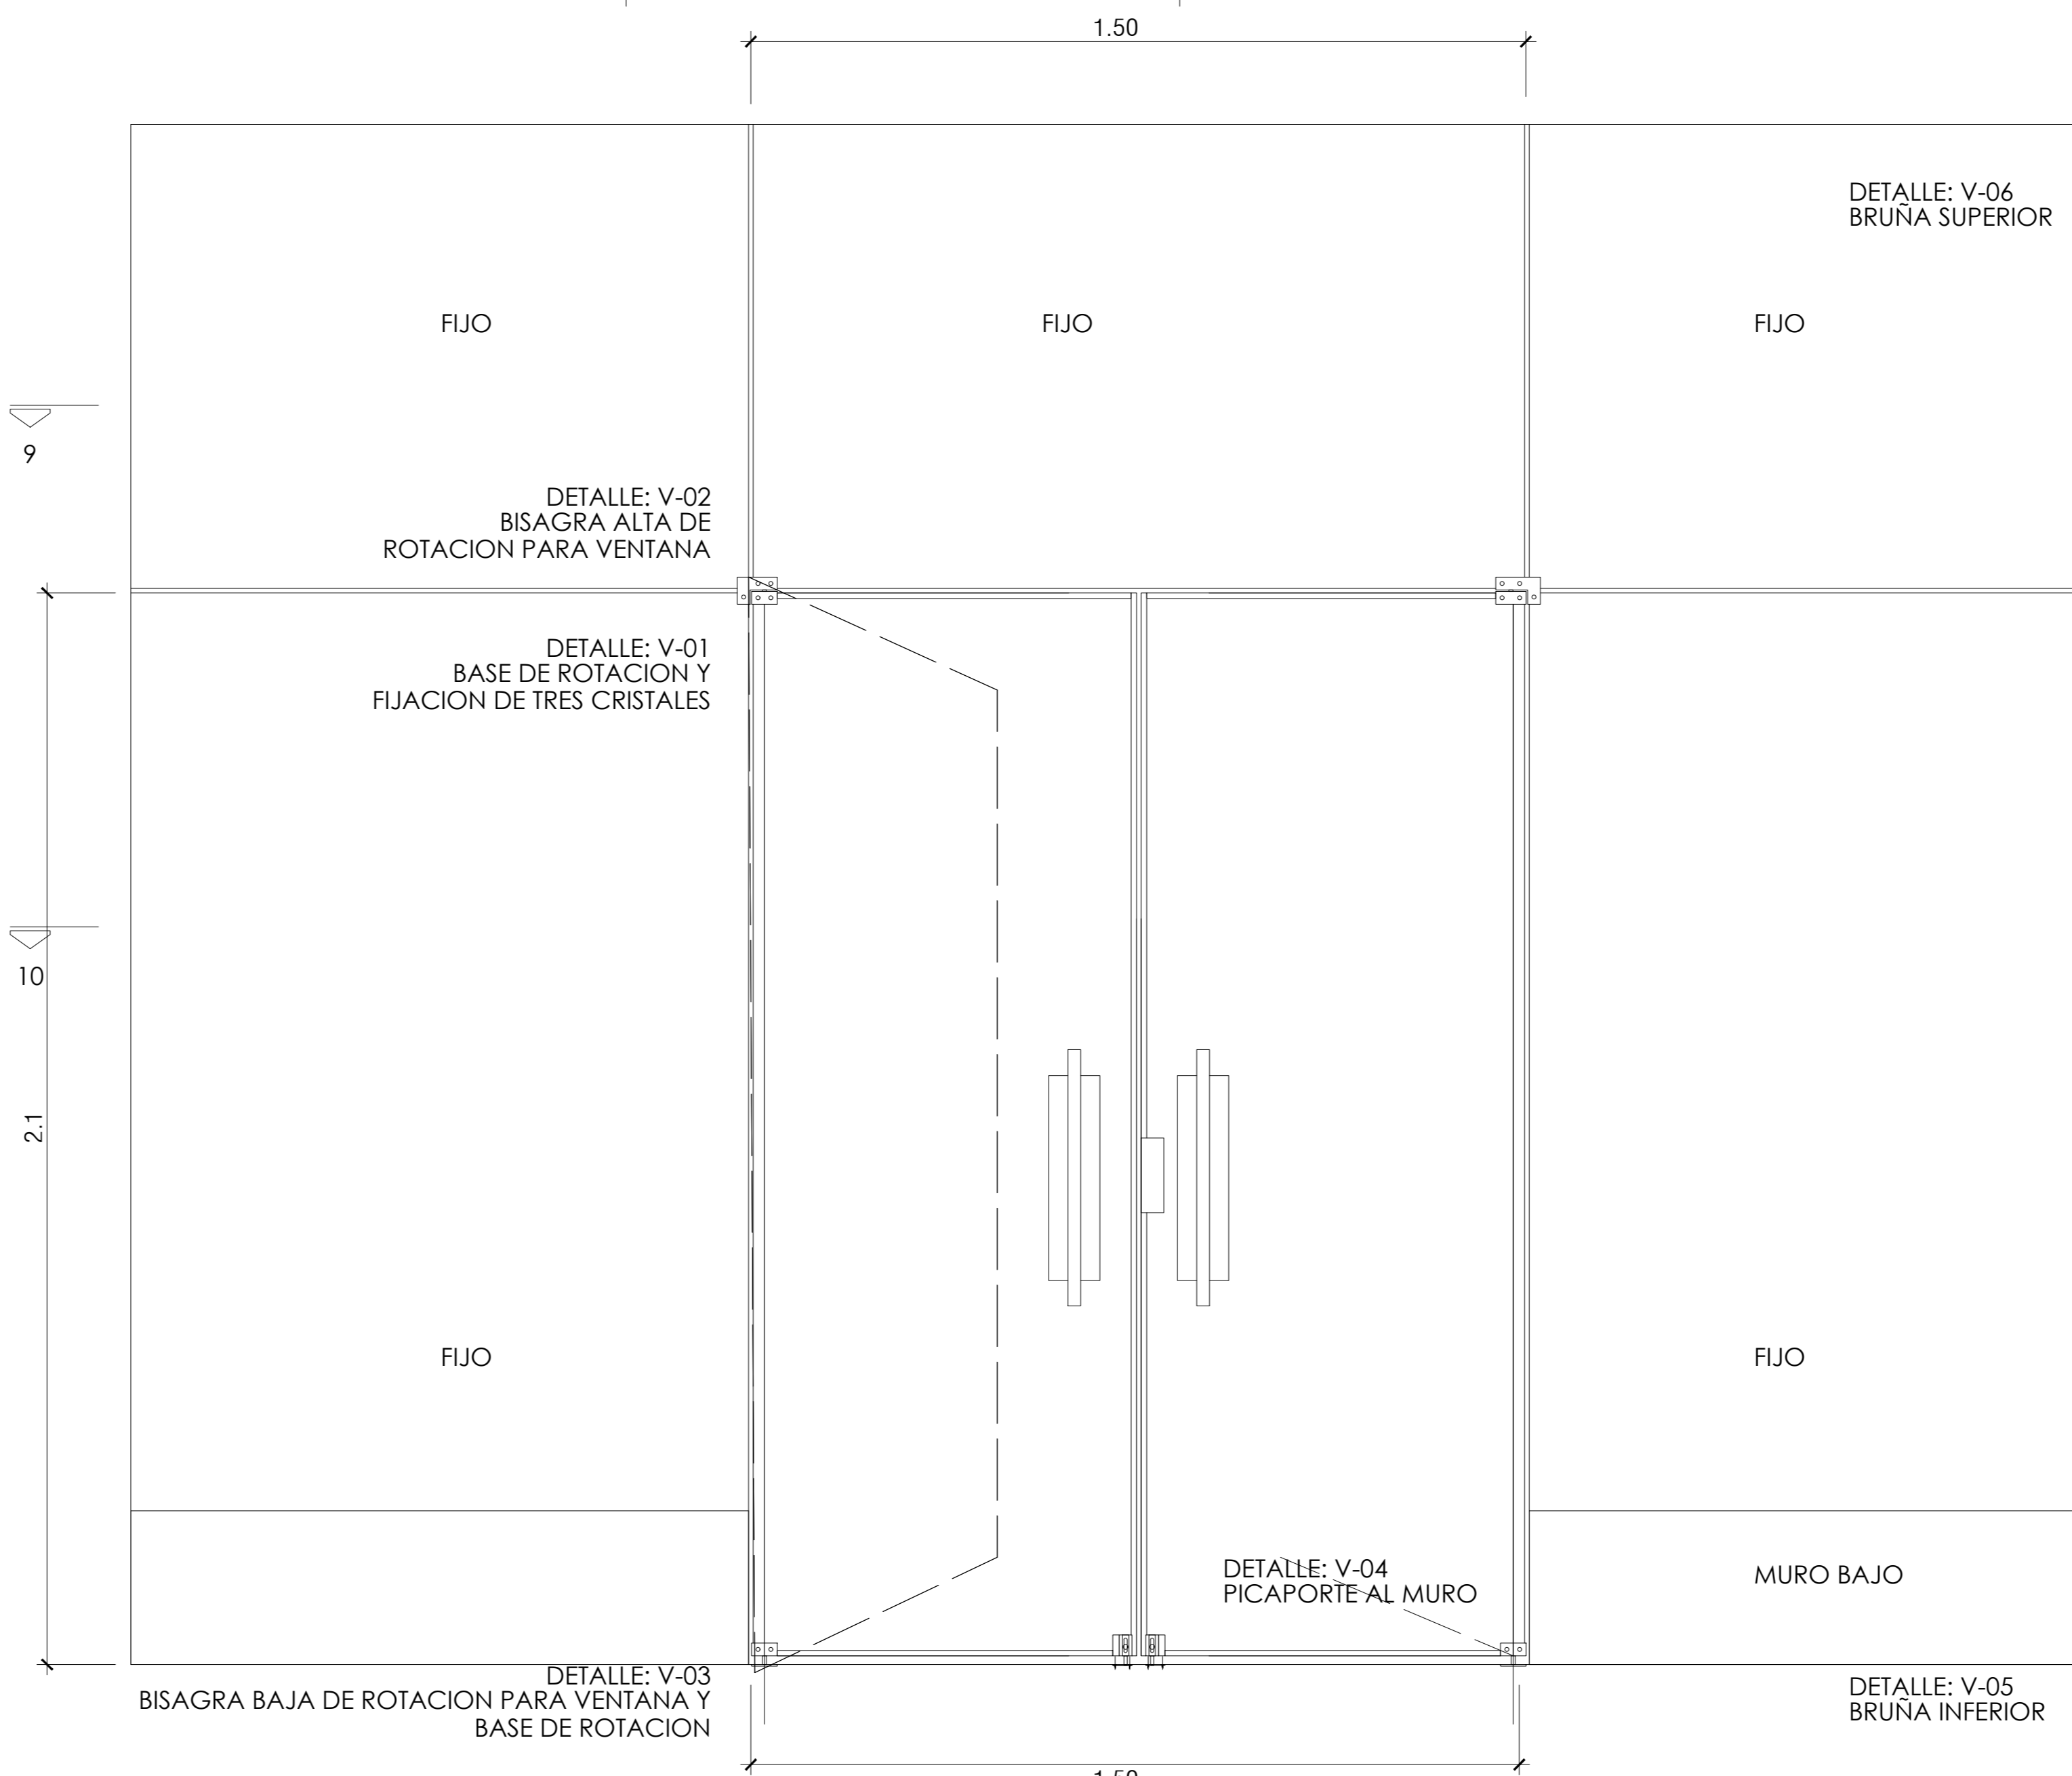 1.50
DETALLE: V-06
BRUÑA SUPERIOR
FIJO
FIJO
FIJO
9
DETALLE: V-02
BISAGRA ALTA DE
ROTACION PARA VENTANA
DETALLE: V-01
BASE DE ROTACION Y
FIJACION DE TRES CRISTALES
10
2.1
FIJO
FIJO
DETALLE: V-04
PICAPORTE AL MURO
MURO BAJO
DETALLE: V-03
BISAGRA BAJA DE ROTACION PARA VENTANA Y
BASE DE ROTACION
DETALLE: V-05
BRUÑA INFERIOR